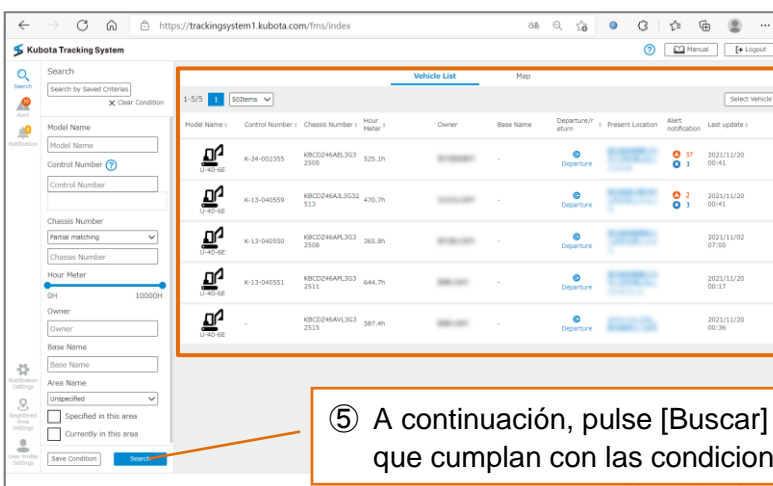 https://trackingsystem1.kubota.com/fms/index
Kubota Tracking System
Manual
Logout
Search
Alert
Notification
Notification Settings
Registered Area Settings
User Profile Settings
Search
Search by Saved Criterias
Clear Condition
Model Name
Model Name
Control Number
Control Number
Chassis Number
Partial matching
Chassis Number
Hour Meter
0H 10000H
Owner
Owner
Base Name
Base Name
Area Name
Unspecified
Specified in this area
Currently in this area
Save Condition
Search
Vehicle List Map
1-5/5 1 50Items
Select Vehicle
Model Name Control Number Chassis Number Hour Meter Owner Base Name Departure/return Present Location Alert notification Last update
U-40-6E K-34-002355 KBCDZ46AEL3G3 2505 525.1h - Departure 37 3 2021/11/20 00:41
U-40-6E K-13-040559 KBCDZ46AJL3G32 513 470.7h - Departure 2 3 2021/11/20 00:41
U-40-6E K-13-040550 KBCDZ46APL3G3 2508 365.8h - Departure 2021/11/02 07:00
U-40-6E K-13-040551 KBCDZ46APL3G3 2511 644.7h - Departure 2021/11/20 00:17
U-40-6E - KBCDZ46AVL3G3 2515 587.4h - Departure 2021/11/20 00:36
⑤ A continuación, pulse [Buscar]
que cumplan con las condicion